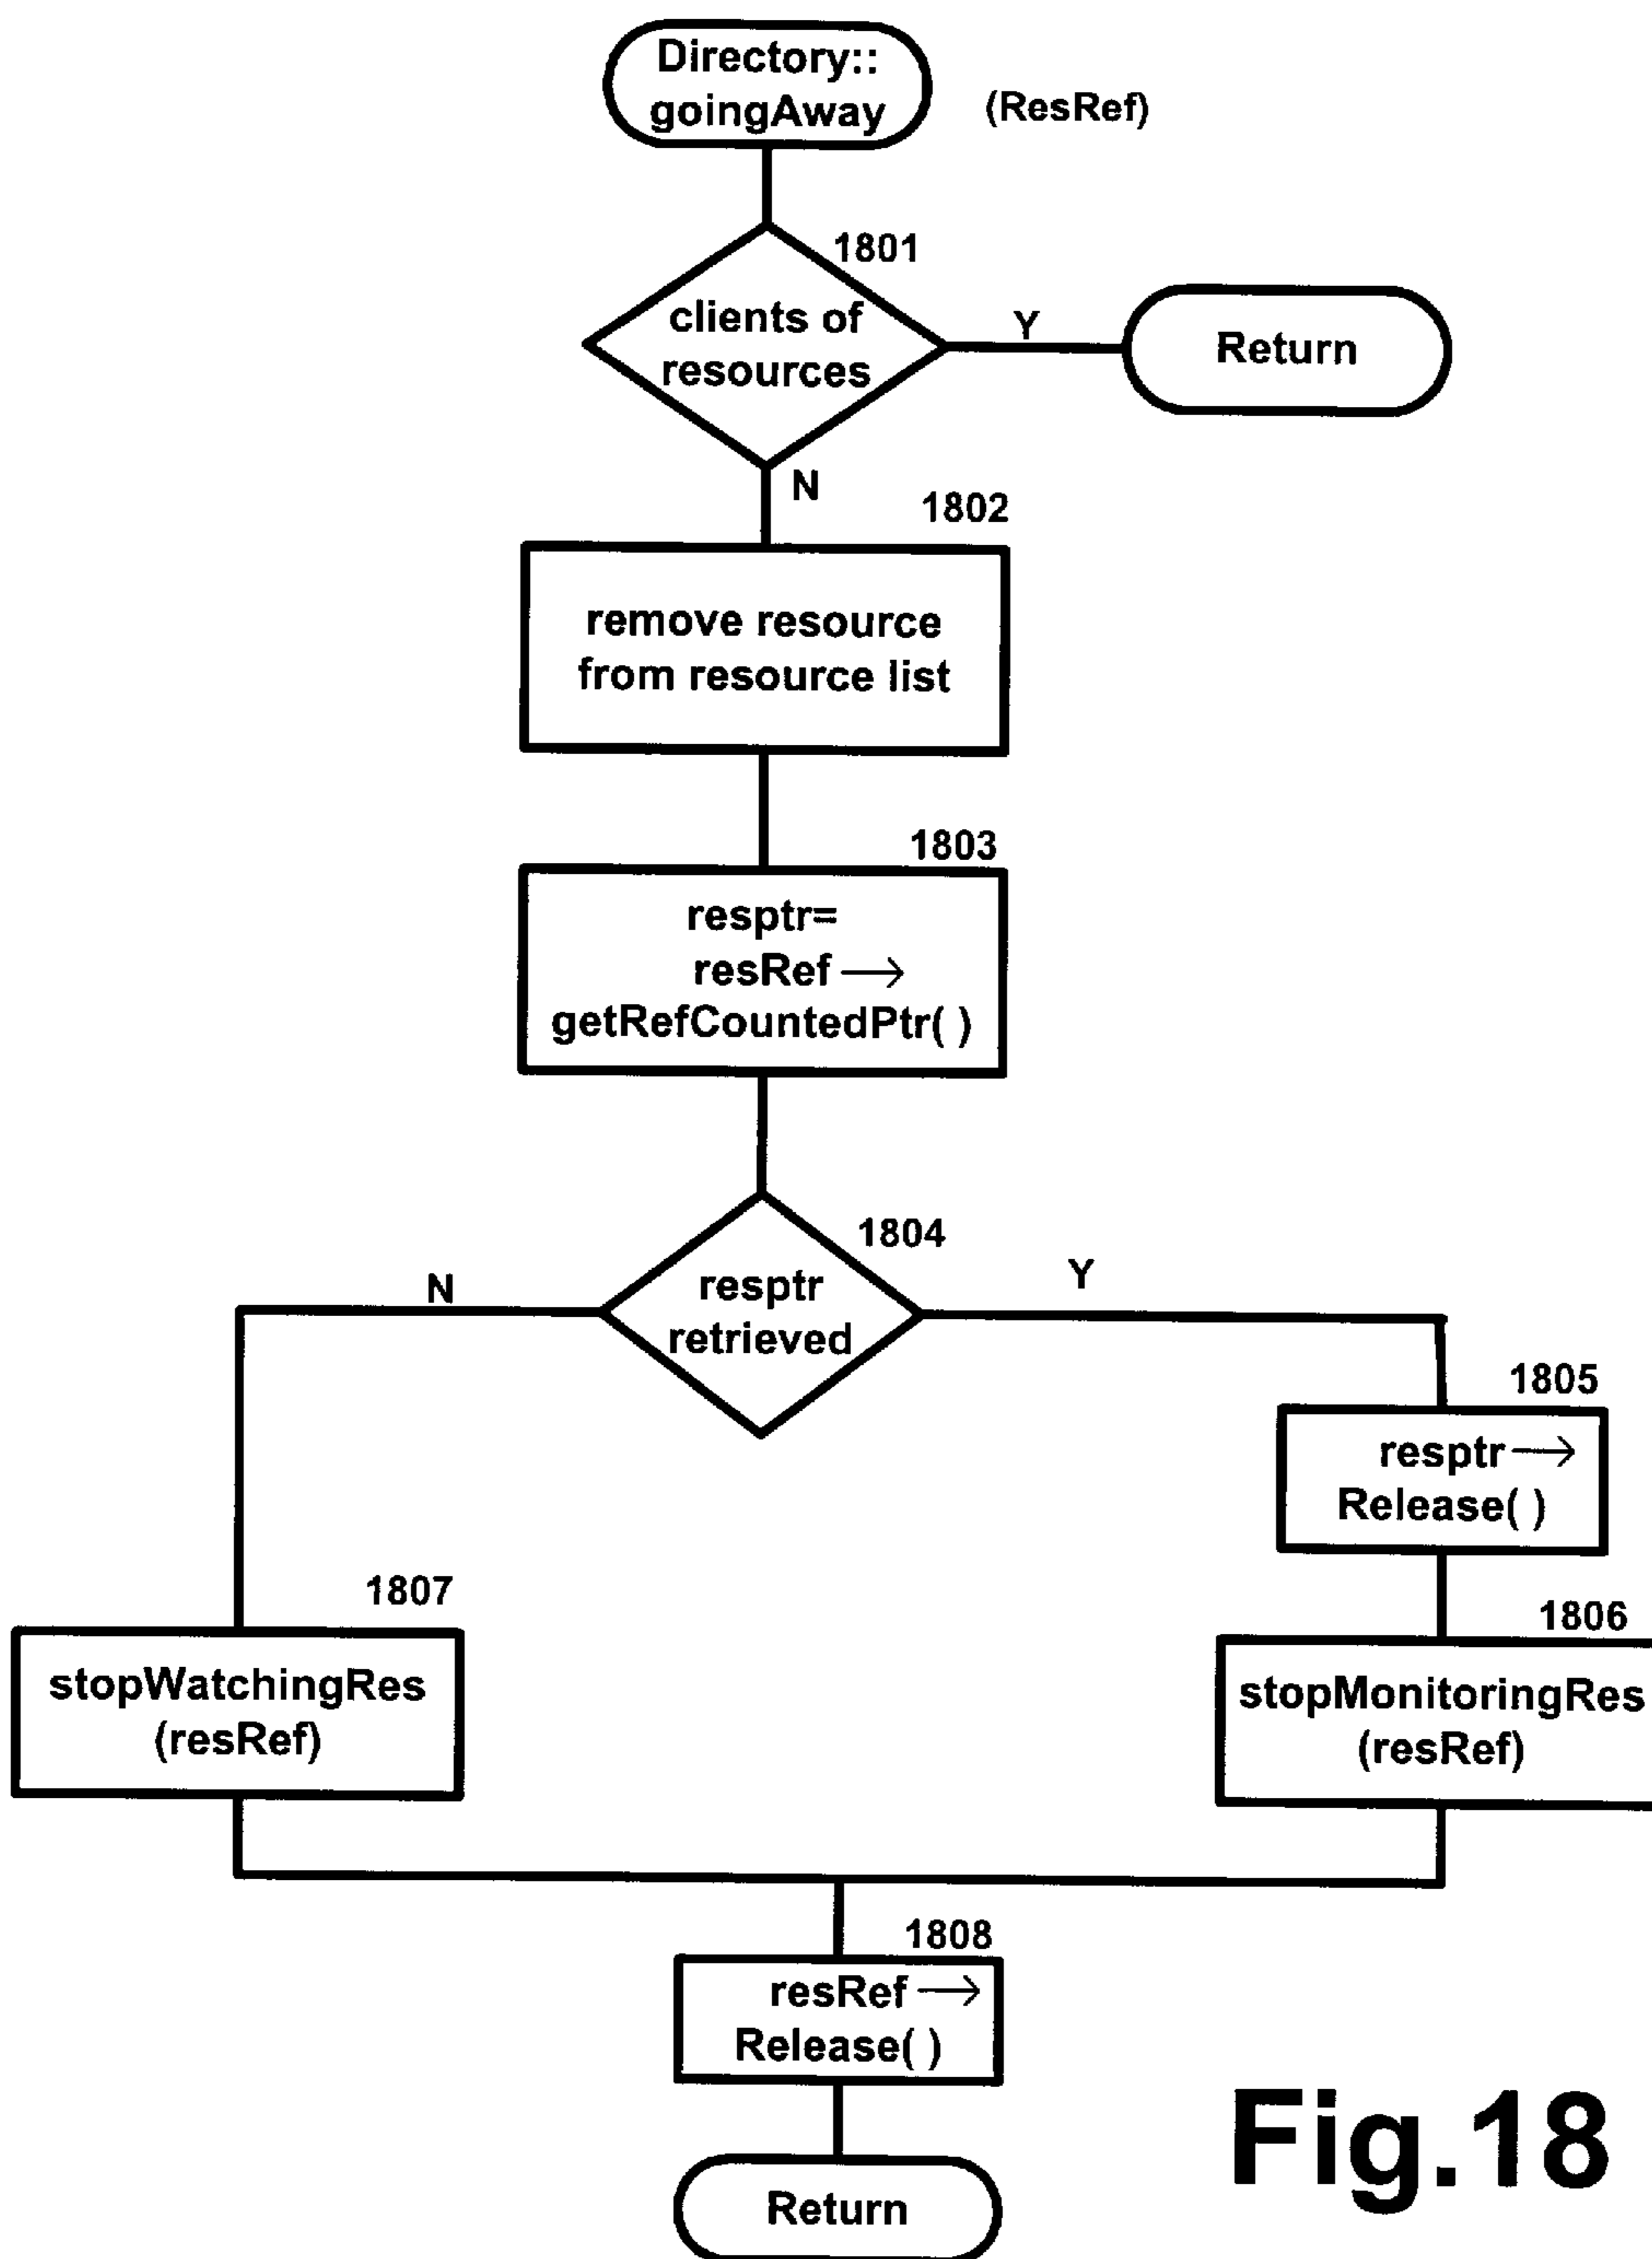 Directory::
goingAway
(ResRef)
1801
clients of
resources
Y
Return
N
1802
remove resource
from resource list
1803
resptr=
resRef →
getRefCountedPtr( )
1804
resptr
retrieved
N
Y
1805
resptr →
Release( )
1807
stopWatchingRes
(resRef)
1806
stopMonitoringRes
(resRef)
1808
resRef →
Release( )
Return
Fig.18